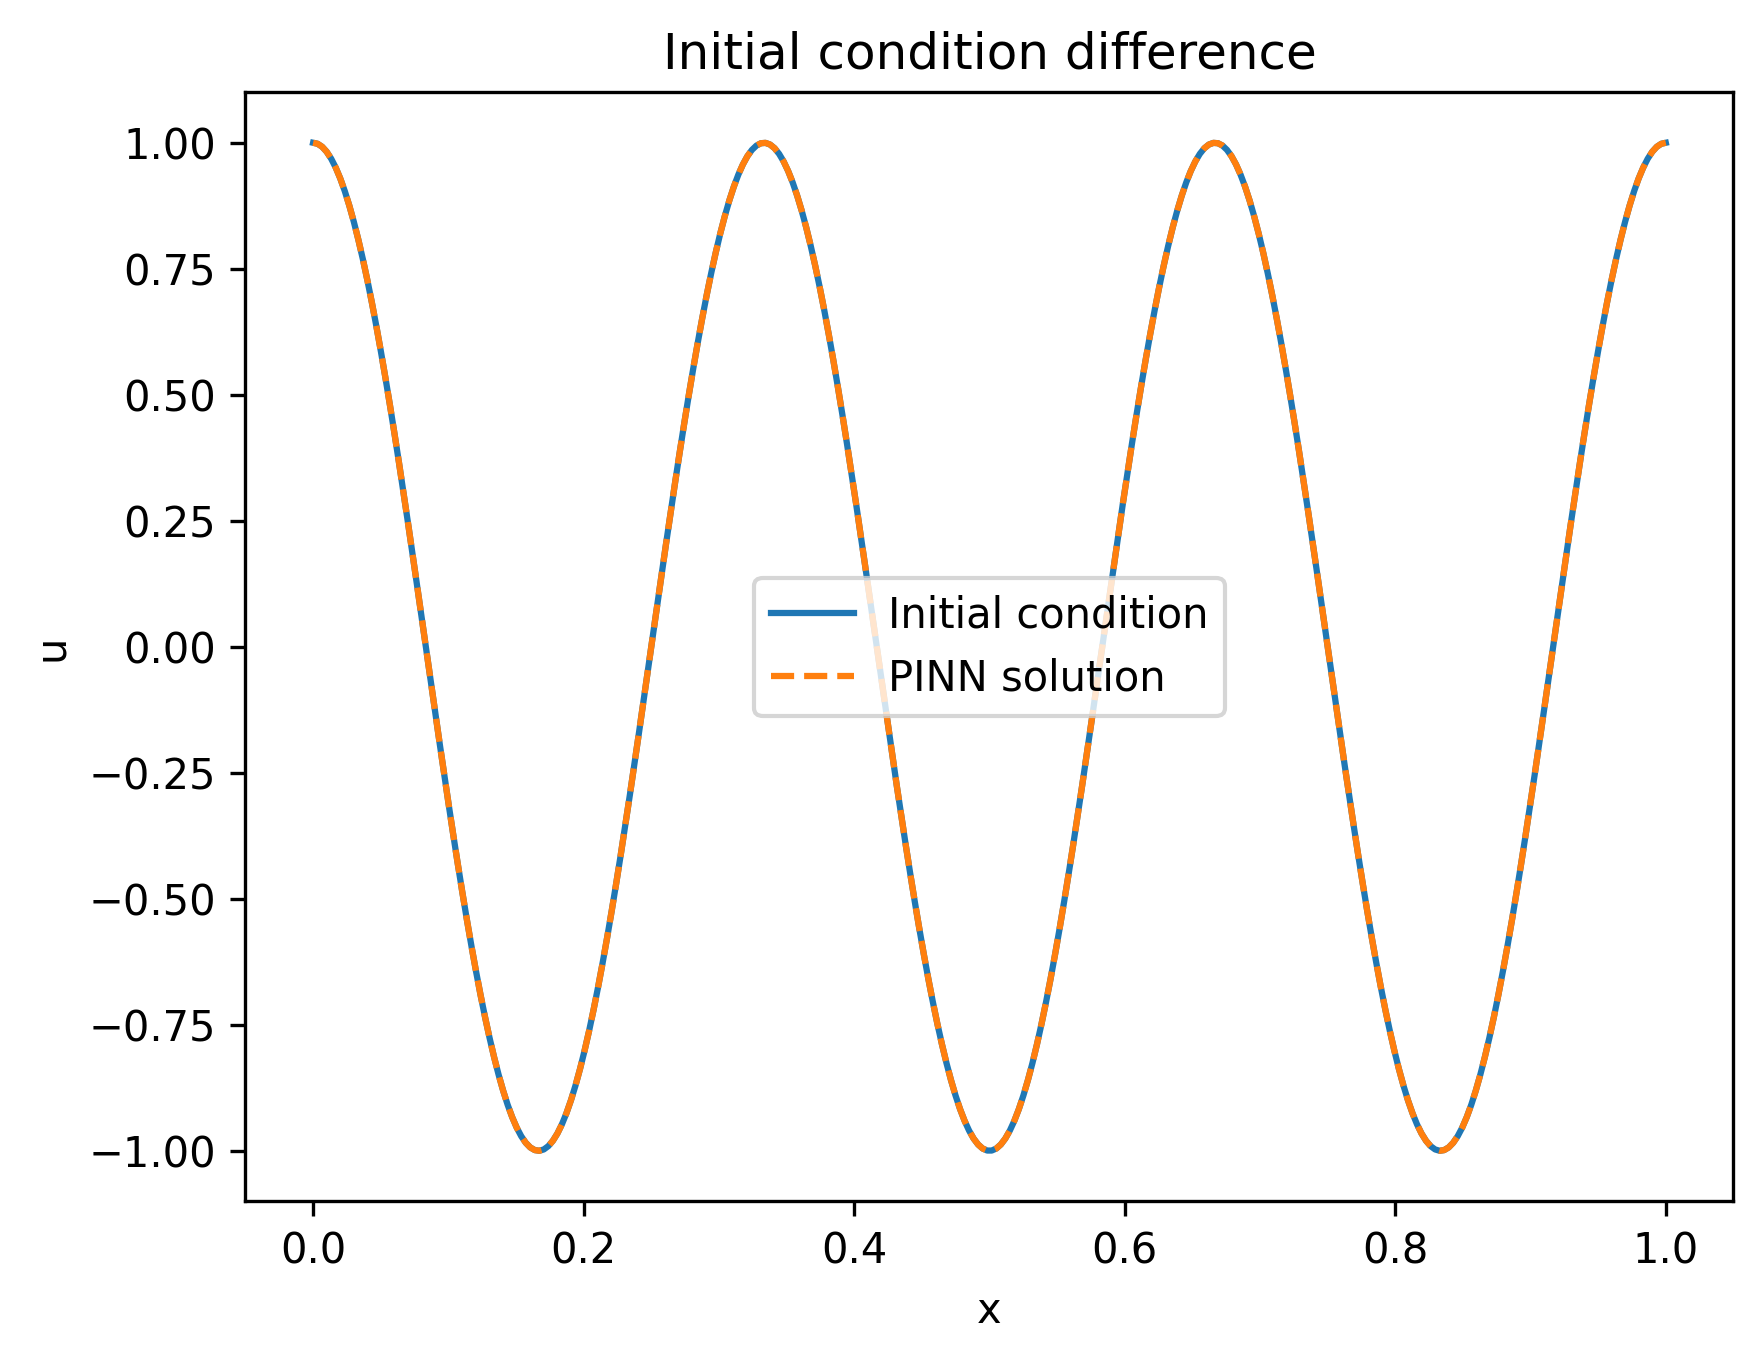 Initial condition difference
1.00
0.75
0.50
0.25
0.00
−0.25
−0.50
−0.75
−1.00
u
Initial condition
PINN solution
0.0 0.2 0.4 0.6 0.8 1.0
x